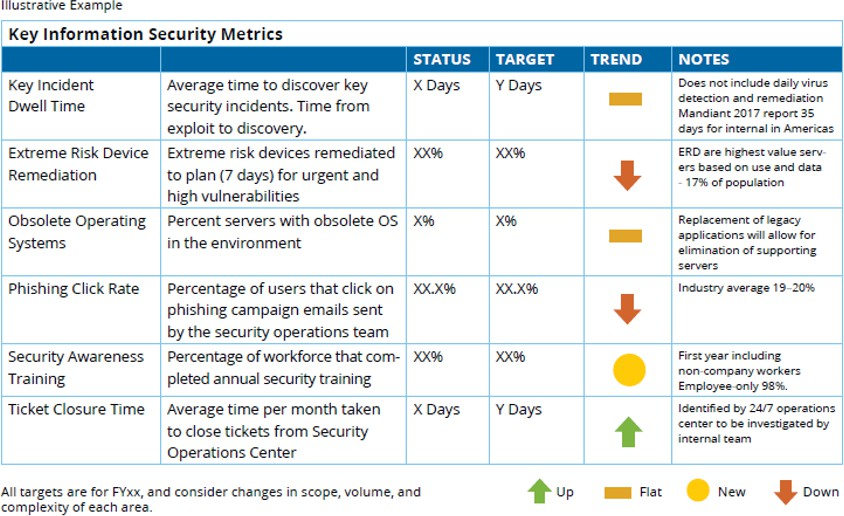 Illustrative Example
Key Information Security Metrics
STATUS TARGET TREND NOTES
Key Incident
Dwell Time
Average time to discover key
security incidents. Time from
exploit to discovery.
X Days
Y Days
Does not include daily virus
detection and remediation
Mandiant 2017 report 35
days for internal in Americas
Extreme Risk Device
Remediation
Extreme risk devices remediated
to plan (7 days) for urgent and
high vulnerabilities
XX%
XX%
ERD are highest value serv-
ers based on use and data
- 17% of population
Obsolete Operating
Systems
Percent servers with obsolete OS
in the environment
X%
X%
Replacement of legacy
applications will allow for
elimination of supporting
servers
Phishing Click Rate
Percentage of users that click on
phishing campaign emails sent
by the security operations team
XX.X%
XX.X%
Industry average 19–20%
Security Awareness
Training
Percentage of workforce that com-
pleted annual security training
XX%
XX%
First year including
non-company workers
Employee-only 98%.
Ticket Closure Time
Average time per month taken
to close tickets from Security
Operations Center
X Days
Y Days
Identified by 24/7 operations
center to be investigated by
internal team
All targets are for FYxx, and consider changes in scope, volume, and
complexity of each area.
Up Flat New Down